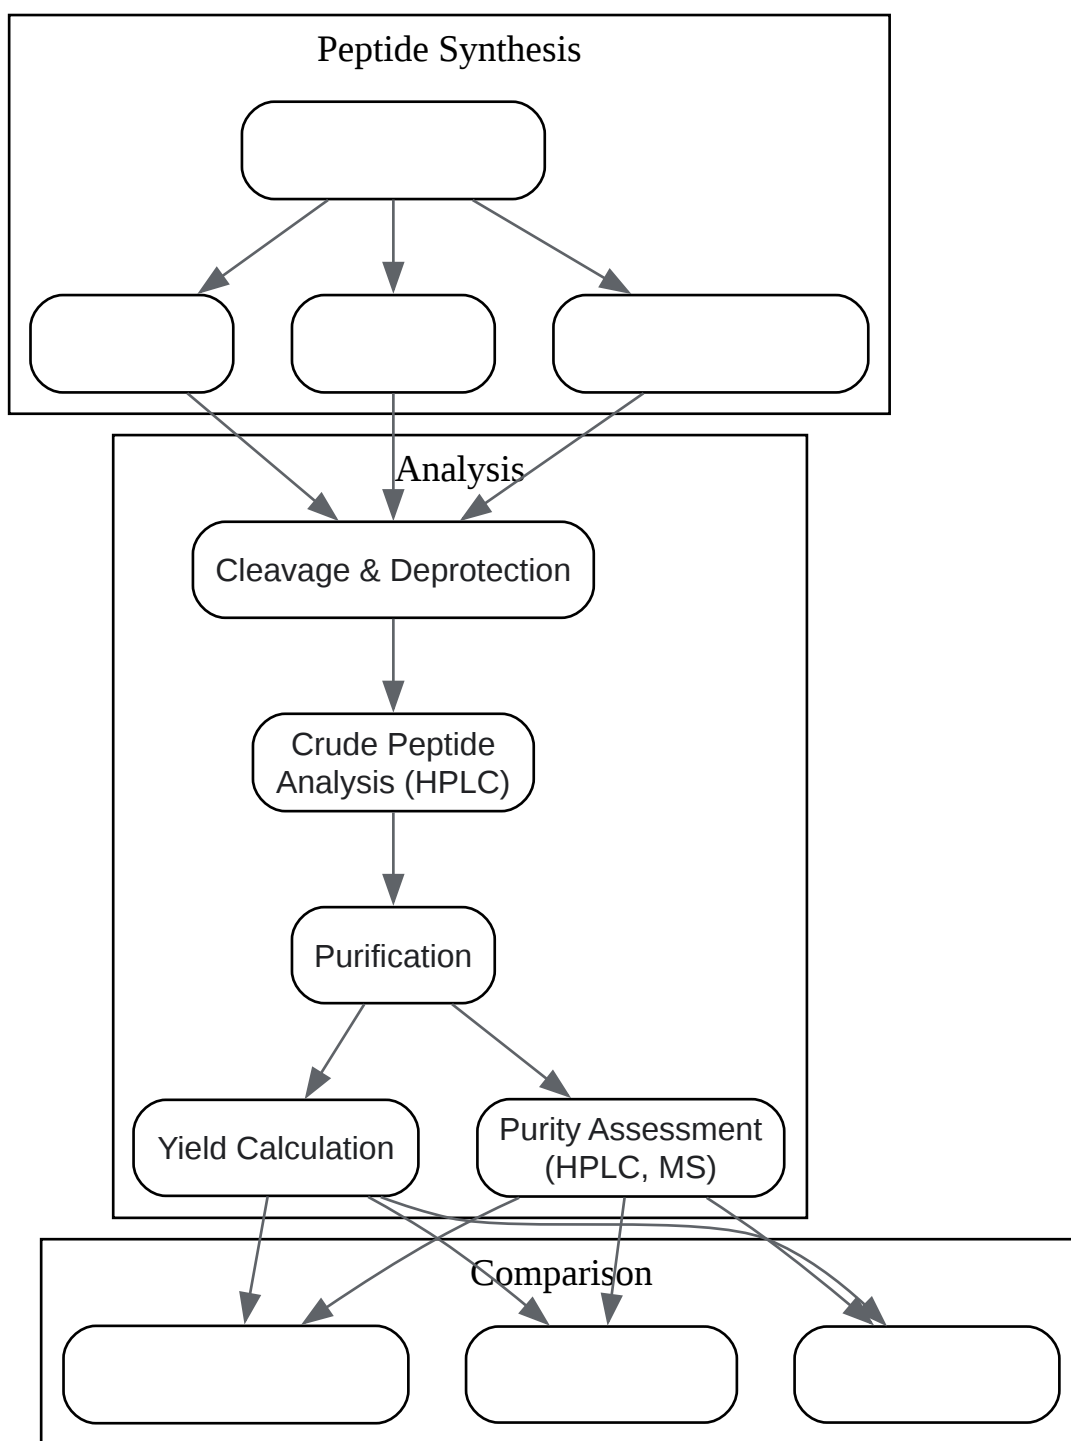 Peptide Synthesis
Analysis
Cleavage & Deprotection
Crude Peptide
Analysis (HPLC)
Purification
Yield Calculation
Purity Assessment
(HPLC, MS)
Comparison